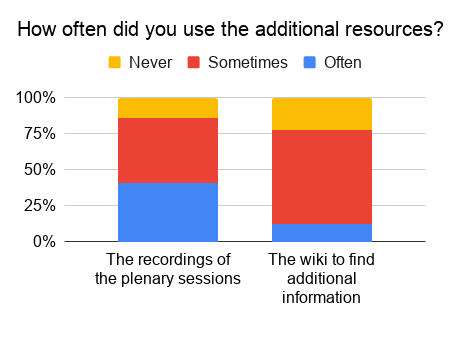 How often did you use the additional resources?
Never Sometimes Often
100%
75%
50%
25%
0%
The recordings of
the plenary sessions
The wiki to find
additional
information